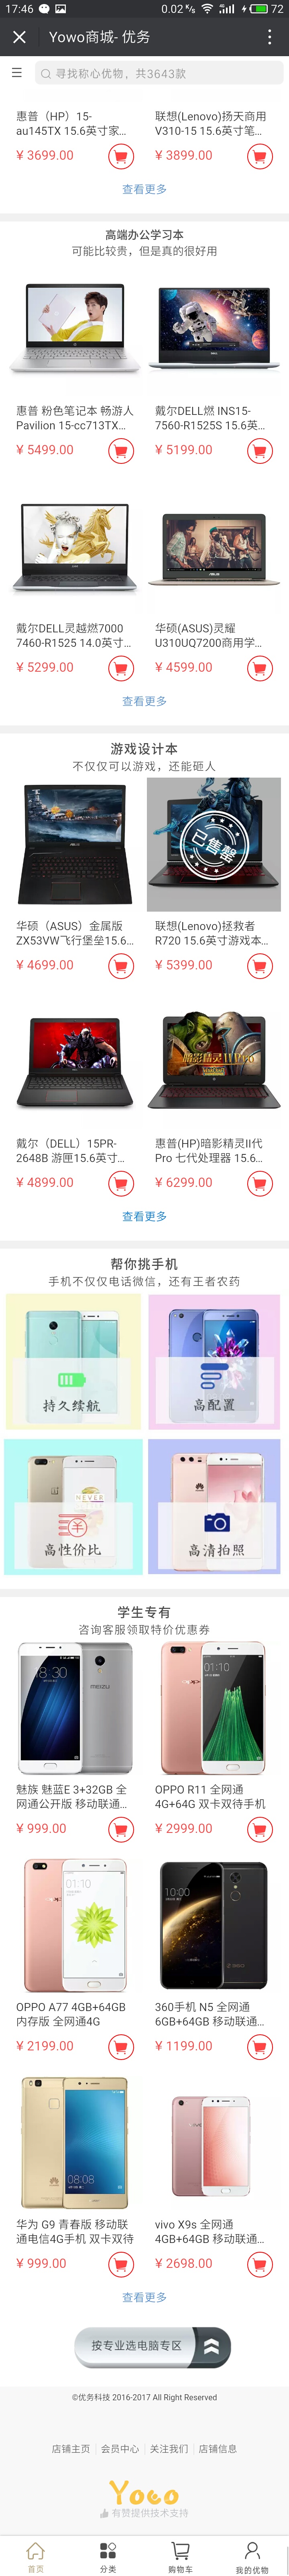 17:46
0.02 K/s
72
Yowo商城- 优务
寻找称心优物，共3643款
惠普（HP）15-
au145TX 15.6英寸家...
¥ 3699.00
联想(Lenovo)扬天商用
V310-15 15.6英寸笔...
¥ 3899.00
查看更多
高端办公学习本
可能比较贵，但是真的很好用
惠普 粉色笔记本 畅游人
Pavilion 15-cc713TX...
¥ 5499.00
戴尔DELL燃 INS15-
7560-R1525S 15.6英...
¥ 5199.00
戴尔DELL灵越燃7000
7460-R1525 14.0英寸...
¥ 5299.00
华硕(ASUS)灵耀
U310UQ7200商用学...
¥ 4599.00
查看更多
游戏设计本
不仅仅可以游戏，还能砸人
已售罄
华硕（ASUS）金属版
ZX53VW飞行堡垒15.6...
¥ 4699.00
联想(Lenovo)拯救者
R720 15.6英寸游戏本...
¥ 5399.00
戴尔（DELL）15PR-
2648B 游匣15.6英寸...
¥ 4899.00
惠普(HP)暗影精灵II代
Pro 七代处理器 15.6...
¥ 6299.00
查看更多
帮你挑手机
手机不仅仅电话微信，还有王者农药
持久续航
高配置
NEVER
高性价比
高清拍照
学生专有
咨询客服领取特价优惠券
8:30
MEIZU
01:10
魅族 魅蓝E 3+32GB 全
网通公开版 移动联通...
¥ 999.00
OPPO R11 全网通
4G+64G 双卡双待手机
¥ 2999.00
01:10
10:00
OPPO A77 4GB+64GB
内存版 全网通4G
¥ 2199.00
360手机 N5 全网通
6GB+64GB 移动联通...
¥ 1199.00
08:08
华为 G9 青春版 移动联
通电信4G手机 双卡双待
¥ 999.00
vivo X9s 全网通
4GB+64GB 移动联通...
¥ 2698.00
查看更多
按专业选电脑专区
©优务科技 2016-2017 All Right Reserved
店铺主页
会员中心
关注我们
店铺信息
Yowo
有赞提供技术支持
首页
分类
购物车
我的优物